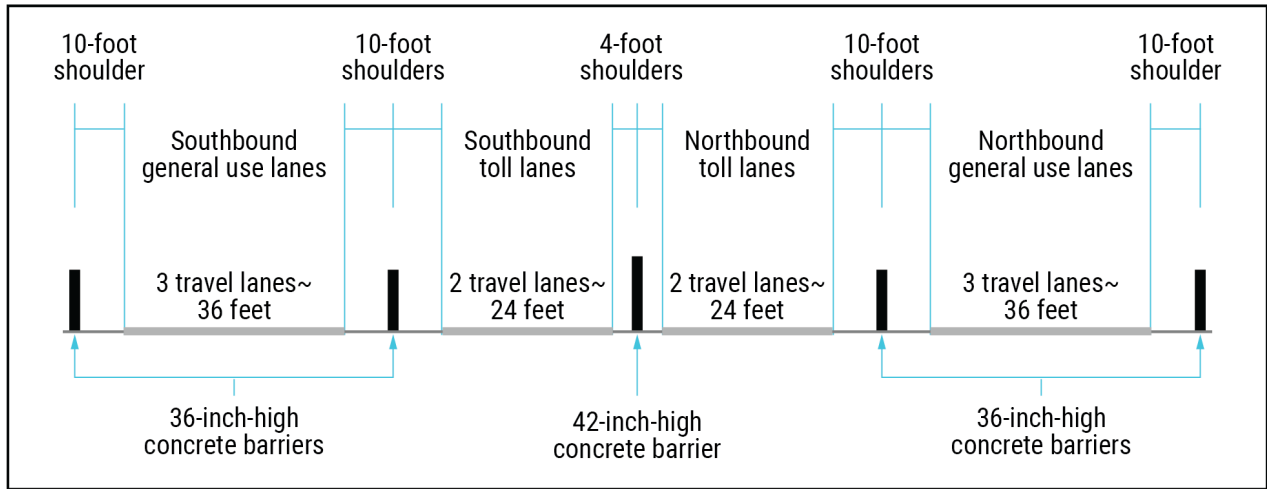 10-foot
shoulder
10-foot
shoulders
4-foot
shoulders
10-foot
shoulders
10-foot
shoulder
Southbound
general use lanes
Southbound
toll lanes
Northbound
toll lanes
Northbound
general use lanes
3 travel lanes~
36 feet
2 travel lanes~
24 feet
2 travel lanes~
24 feet
3 travel lanes~
36 feet
36-inch-high
concrete barriers
42-inch-high
concrete barrier
36-inch-high
concrete barriers